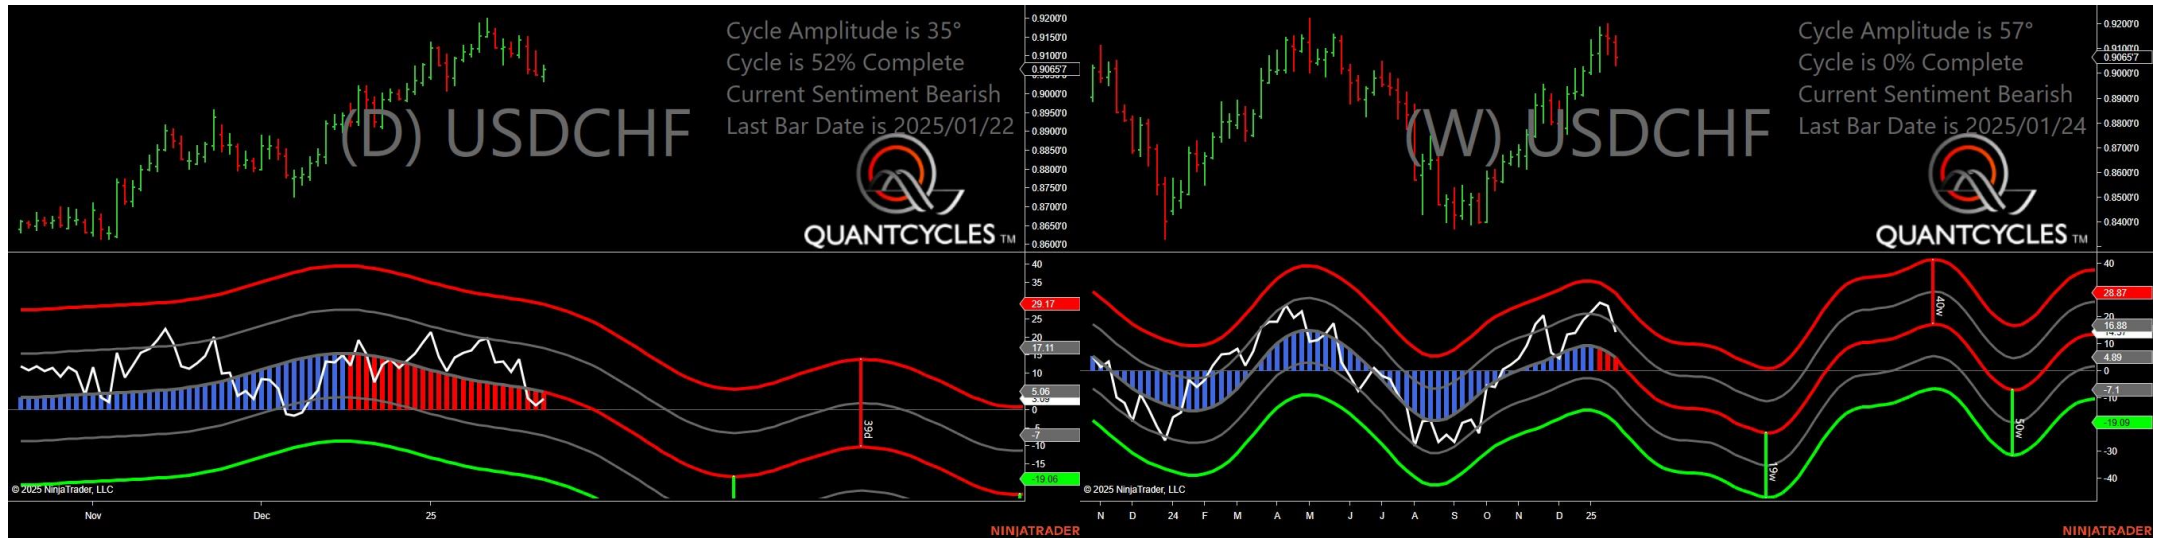 Cycle Amplitude is 35°
Cycle is 52% Complete
Current Sentiment Bearish
Last Bar Date is 2025/01/22
(D) USDCHF
QUANTCYCLES TM
0.9200'0
0.9150'0
0.9100'0
0.9065'7
0.9000'0
0.8950'0
0.8900'0
0.8850'0
0.8800'0
0.8750'0
0.8700'0
0.8650'0
0.8600'0
40
35
29.17
25
20
17.11
15
10
5.06
3.09
0
-5
-7
-10
-15
-19.06
39d
© 2025 NinjaTrader, LLC
Nov Dec 25
NINJATRADER
Cycle Amplitude is 57°
Cycle is 0% Complete
Current Sentiment Bearish
Last Bar Date is 2025/01/24
(W) USDCHF
QUANTCYCLES TM
0.9200'0
0.9100'0
0.9065'7
0.9000'0
0.8900'0
0.8800'0
0.8700'0
0.8600'0
0.8500'0
0.8400'0
40
28.87
20
16.88
10
4.89
0
-7.1
-10
-19.09
-30
-40
40w
19w
50w
© 2025 NinjaTrader, LLC
N D 24 F M A M J J A S O N D 25
NINJATRADER